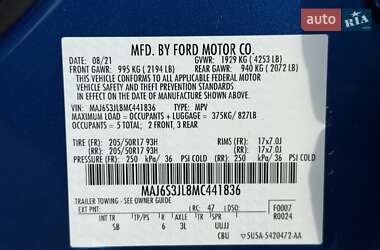 auto RIA
MFD. BY FORD MOTOR CO.
DATE: 08/21 GVWR: 1929 KG ( 4253 LB)
FRONT GAWR: 995 KG ( 2194 LB) REAR GAWR: 940 KG ( 2072 LB)
THIS VEHICLE CONFORMS TO ALL APPLICABLE FEDERAL MOTOR
VEHICLE SAFETY AND THEFT PREVENTION STANDARDS IN
EFFECT ON THE DATE OF MANUFACTURE SHOWN ABOVE.
VIN: MAJ6S3JL8MC441836 TYPE: MPV
MAXIMUM LOAD = OCCUPANTS + LUGGAGE = 375KG/ 827LB
OCCUPANTS = 5 TOTAL: 2 FRONT 3 REAR
TIRE (FR): 205/50R17 93H RIMS (FR): 17x7.0J
(RR): 205/50R17 93H (RR): 17x7.0J
TIRE PRESSURE COLD (FR): 250 kPa/ 36 PSI (RR): 250 kPa/ 36 PSI
MAJ6S3JL8MC441836
TRAILER TOWING - SEE OWNER GUIDE F0007
EXT PNT: 47 050 R0024
INT TR TP/PS R AXLE TR SPR
SB 6 3L UUJJ
CBU 5U5A-5420472-AA